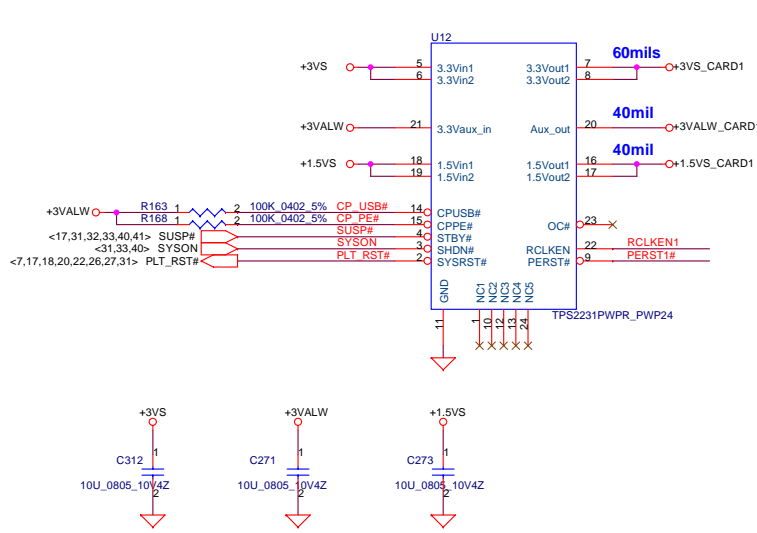 U12
60mils
+3VS 5 3.3Vin1 3.3Vout1 7 +3VS_CARD1
6 3.3Vin2 3.3Vout2 8
40mil
+3VALW 21 3.3Vaux_in Aux_out 20 +3VALW_CARD1
40mil
+1.5VS 18 1.5Vin1 1.5Vout1 16 +1.5VS_CARD1
19 1.5Vin2 1.5Vout2 17
+3VALW R163 1 2 100K_0402_5% CP_USB# 14 CPUSB#
R168 1 2 100K_0402_5% CP_PE# 15 CPPE# OC# 23
<17,31,32,33,40,41> SUSP# SUSP# 4 STBY#
<31,33,40> SYSON SYSON 3 SHDN# RCLKEN 22 RCLKEN1
<7,17,18,20,22,26,27,31> PLT_RST# PLT_RST# 2 SYSRST# PERST# 9 PERST1#
GND NC1 NC2 NC3 NC4 NC5
11 1 10 12 13 24
TPS2231PWPR_PWP24
+3VS +3VALW +1.5VS
1 1 1
C312 C271 C273
10U_0805_10V4Z 10U_0805_10V4Z 10U_0805_10V4Z
2 2 2